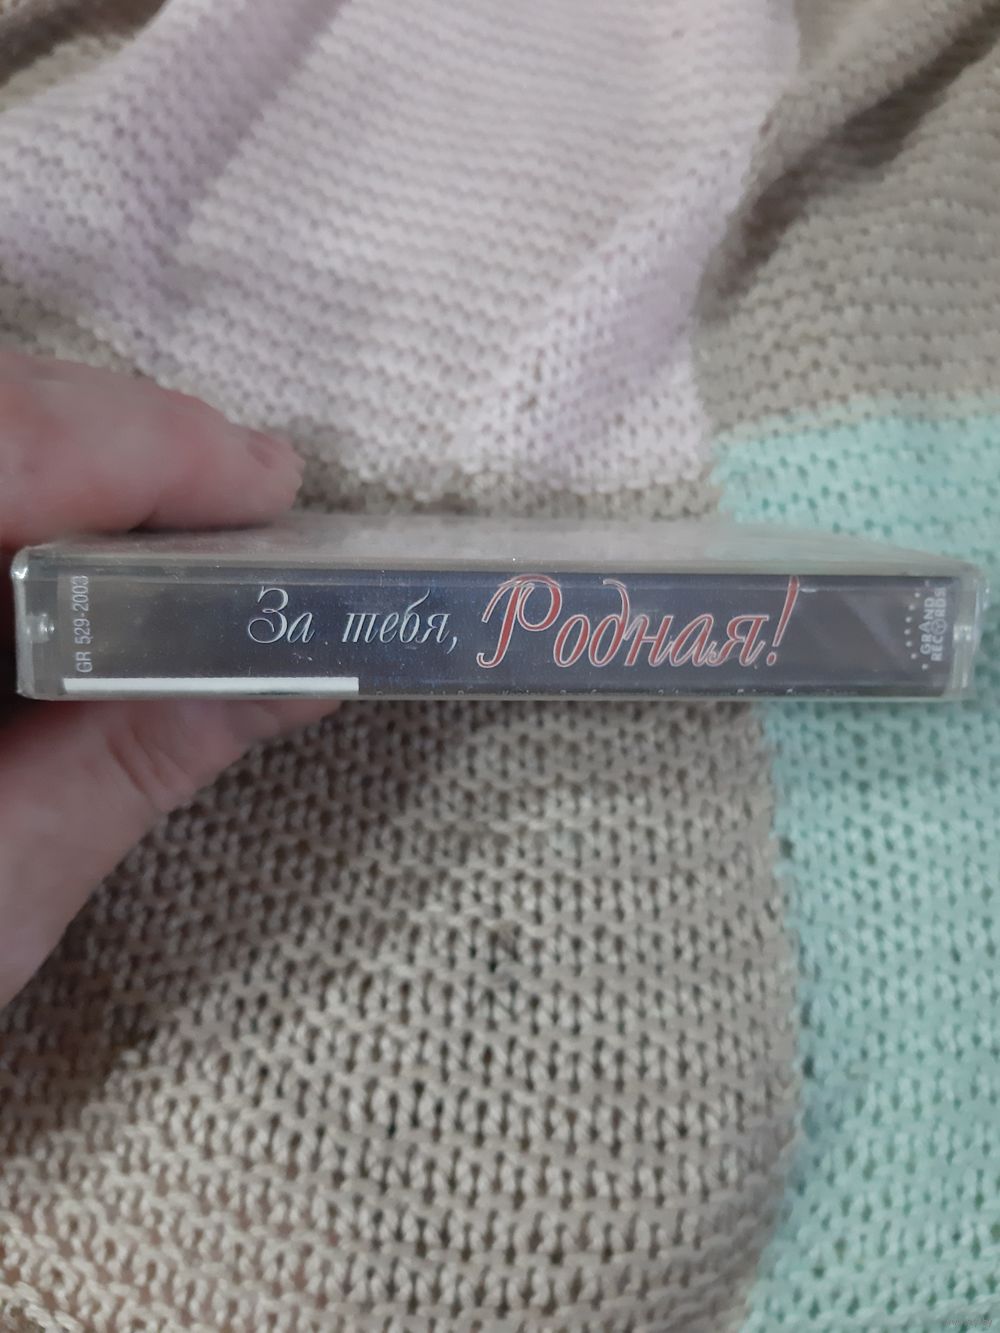 GR 529-2003
За тебя, Родная!
GRAND
RECORDS